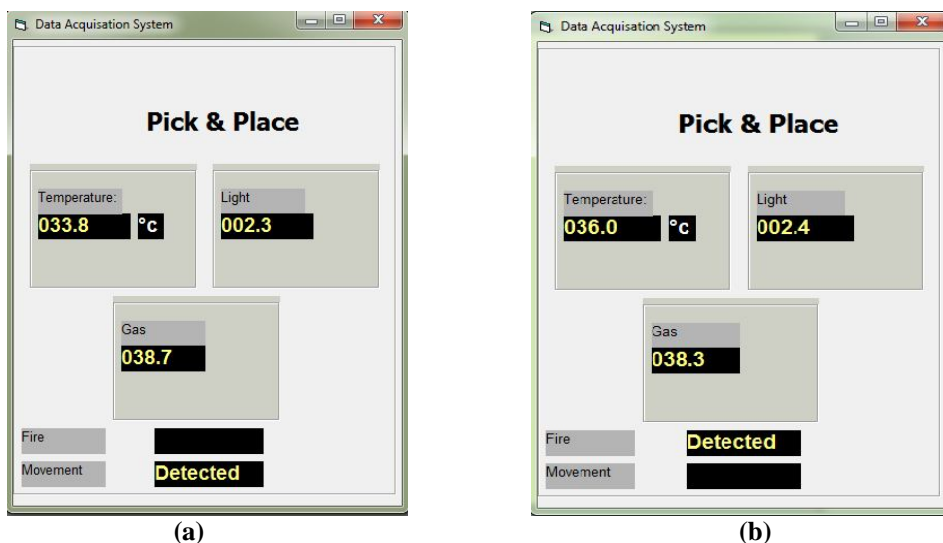 Data Acquisation System
Pick & Place
Temperature:
033.8 °c
Light
002.3
Gas
038.7
Fire
Movement Detected
(a)
Data Acquisation System
Pick & Place
Temperature:
036.0 °c
Light
002.4
Gas
038.3
Fire Detected
Movement
(b)